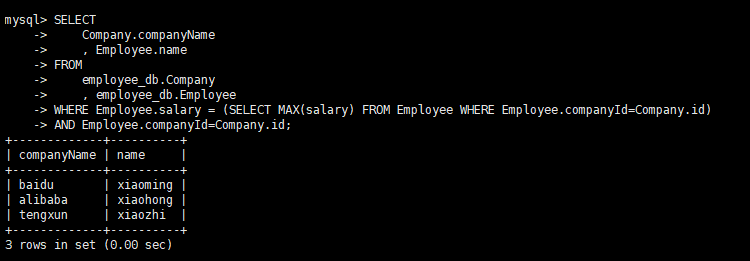 mysql> SELECT
    ->     Company.companyName
    ->     , Employee.name
    -> FROM
    ->     employee_db.Company
    ->     , employee_db.Employee
    -> WHERE Employee.salary = (SELECT MAX(salary) FROM Employee WHERE Employee.companyId=Company.id)
    -> AND Employee.companyId=Company.id;
+-------------+----------+
| companyName | name     |
+-------------+----------+
| baidu       | xiaoming |
| alibaba     | xiaohong |
| tengxun     | xiaozhi  |
+-------------+----------+
3 rows in set (0.00 sec)